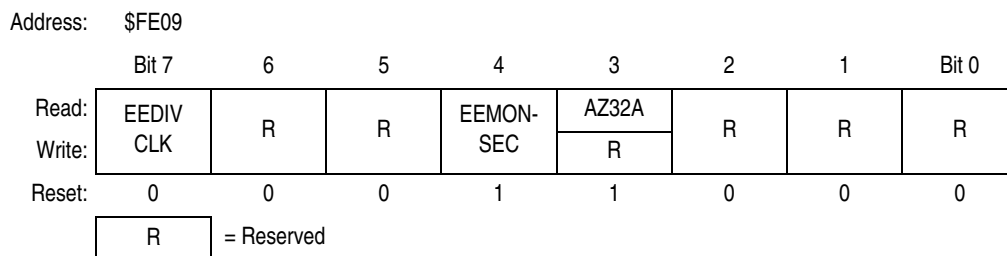 Address: $FE09
Bit 7 6 5 4 3 2 1 Bit 0
Read: EEDIV R R EEMON- AZ32A R R R
Write: CLK SEC R
Reset: 0 0 0 1 1 0 0 0
R = Reserved